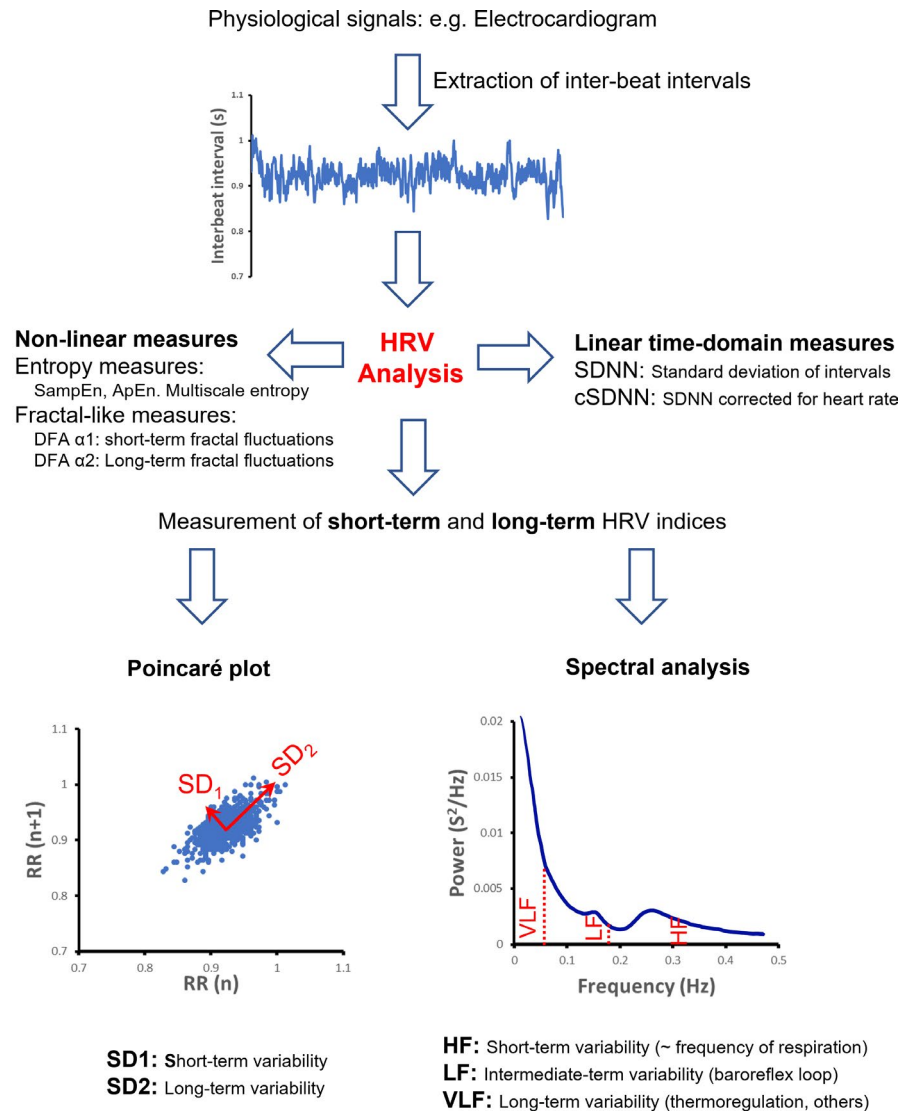 Physiological signals: e.g. Electrocardiogram
Extraction of inter-beat intervals
Interbeat interval (s)
1.1
1
0.9
0.8
0.7
HRV
Analysis
Non-linear measures
Entropy measures:
SampEn, ApEn. Multiscale entropy
Fractal-like measures:
DFA α1: short-term fractal fluctuations
DFA α2: Long-term fractal fluctuations
Linear time-domain measures
SDNN: Standard deviation of intervals
cSDNN: SDNN corrected for heart rate
Measurement of short-term and long-term HRV indices
Poincaré plot
RR (n+1)
1.1
1
0.9
0.8
0.7
SD1
SD2
0.7
0.8
0.9
1
1.1
RR (n)
SD1: Short-term variability
SD2: Long-term variability
Spectral analysis
Power (S²/Hz)
0.02
0.015
0.01
0.005
0
VLF
LF
HF
0
0.1
0.2
0.3
0.4
0.5
Frequency (Hz)
HF: Short-term variability (~ frequency of respiration)
LF: Intermediate-term variability (baroreflex loop)
VLF: Long-term variability (thermoregulation, others)